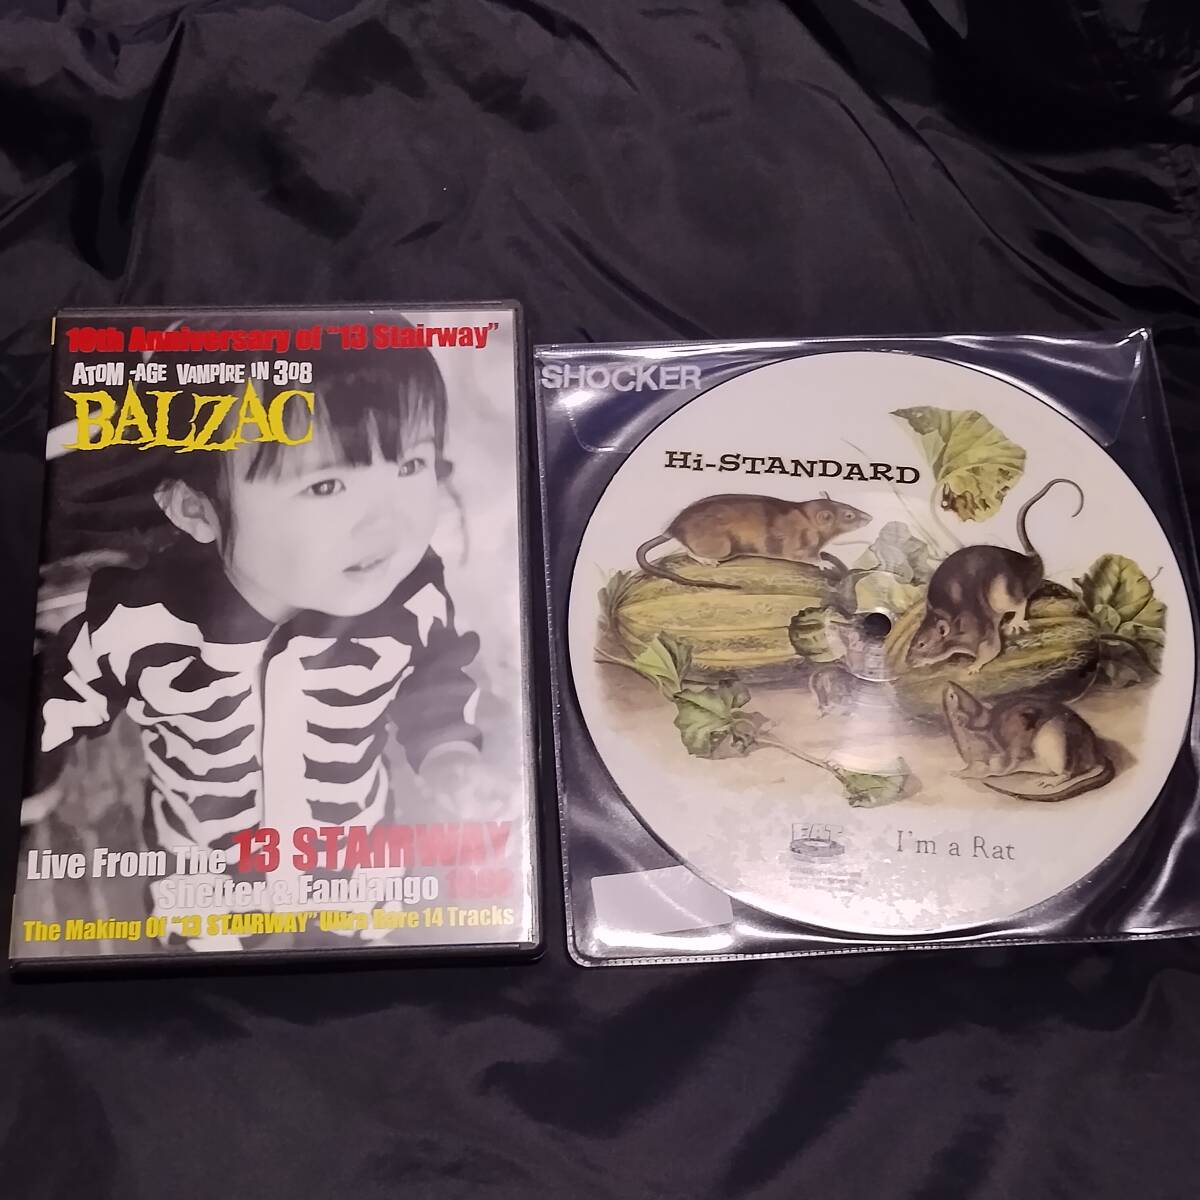 10th Anniversary of "13 Stairway"
ATOM-AGE VAMPIRE IN 308
BALZAC
Live From The 13 STAIRWAY
Shelter & Fandango 1998
The Making Of "13 STAIRWAY" Ultra Rare 14 Tracks
SHOCKER
Hi-STANDARD
FAT
I'm a Rat